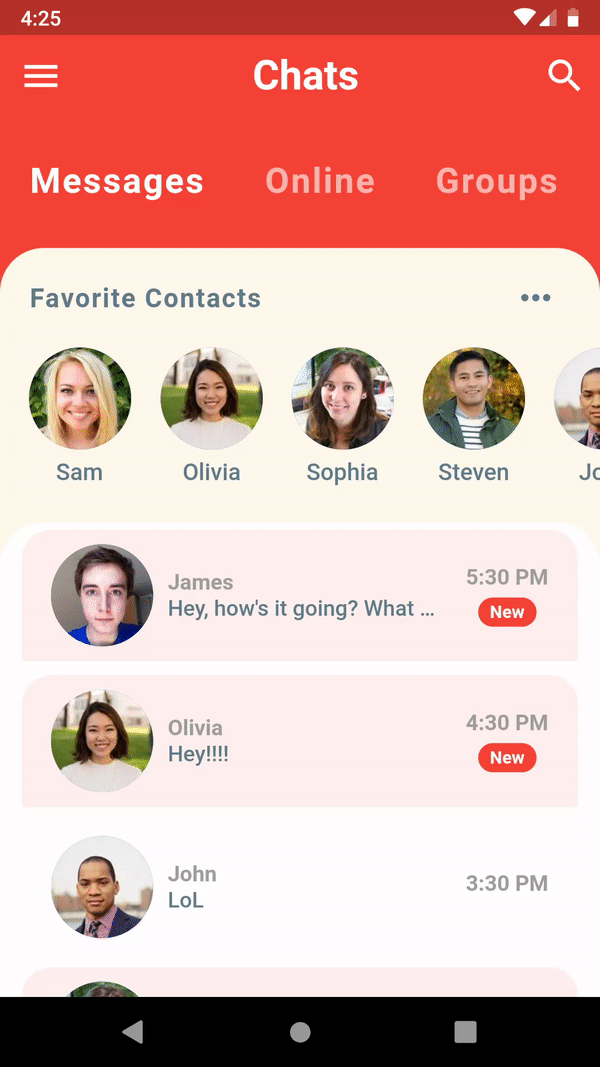 4:25
Chats
Messages Online Groups
Favorite Contacts
Sam Olivia Sophia Steven Jo
James
Hey, how's it going? What ...
5:30 PM
New
Olivia
Hey!!!!
4:30 PM
New
John
LoL
3:30 PM